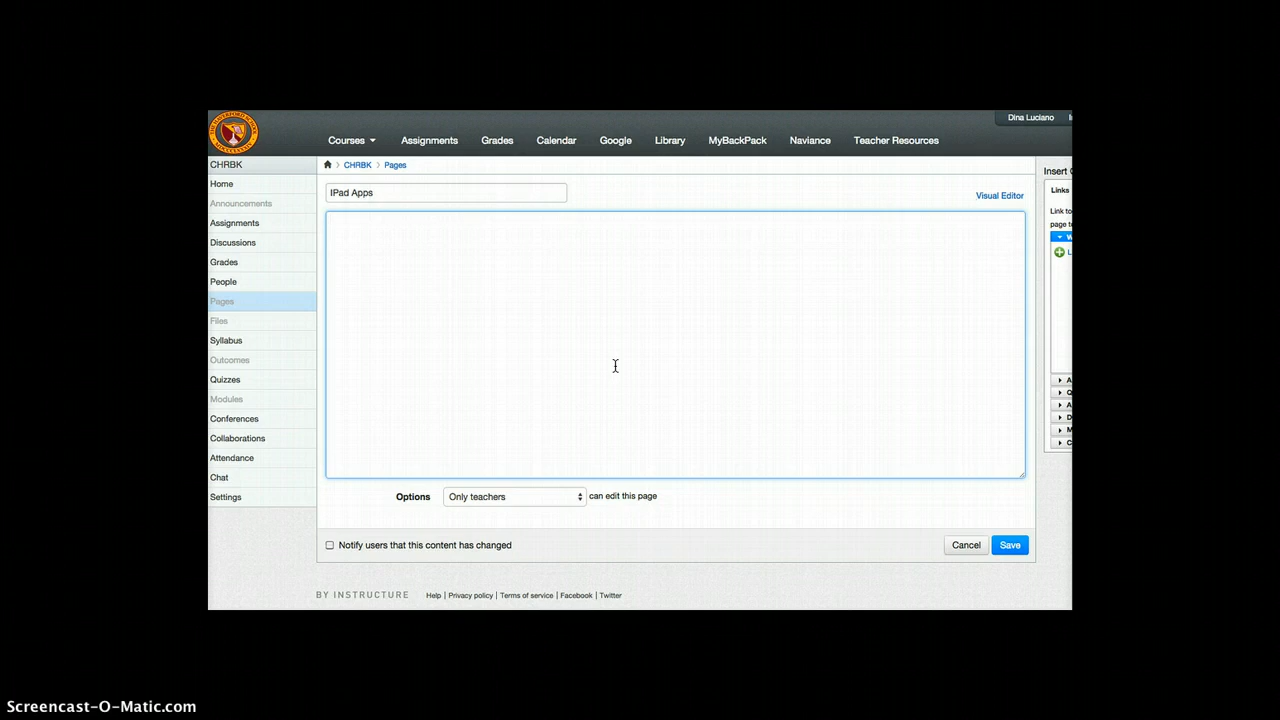 Dina Luciano
Courses Assignments Grades Calendar Google Library MyBackPack Naviance Teacher Resources
CHRBK
CHRBK Pages
Insert
Home
Announcements
Assignments
Discussions
Grades
People
Pages
Files
Syllabus
Outcomes
Quizzes
Modules
Conferences
Collaborations
Attendance
Chat
Settings
IPad Apps
Visual Editor
Links
Link to
page
Options Only teachers can edit this page
Notify users that this content has changed
Cancel Save
BY INSTRUCTURE Help | Privacy policy | Terms of service | Facebook | Twitter
Screencast-O-Matic.com